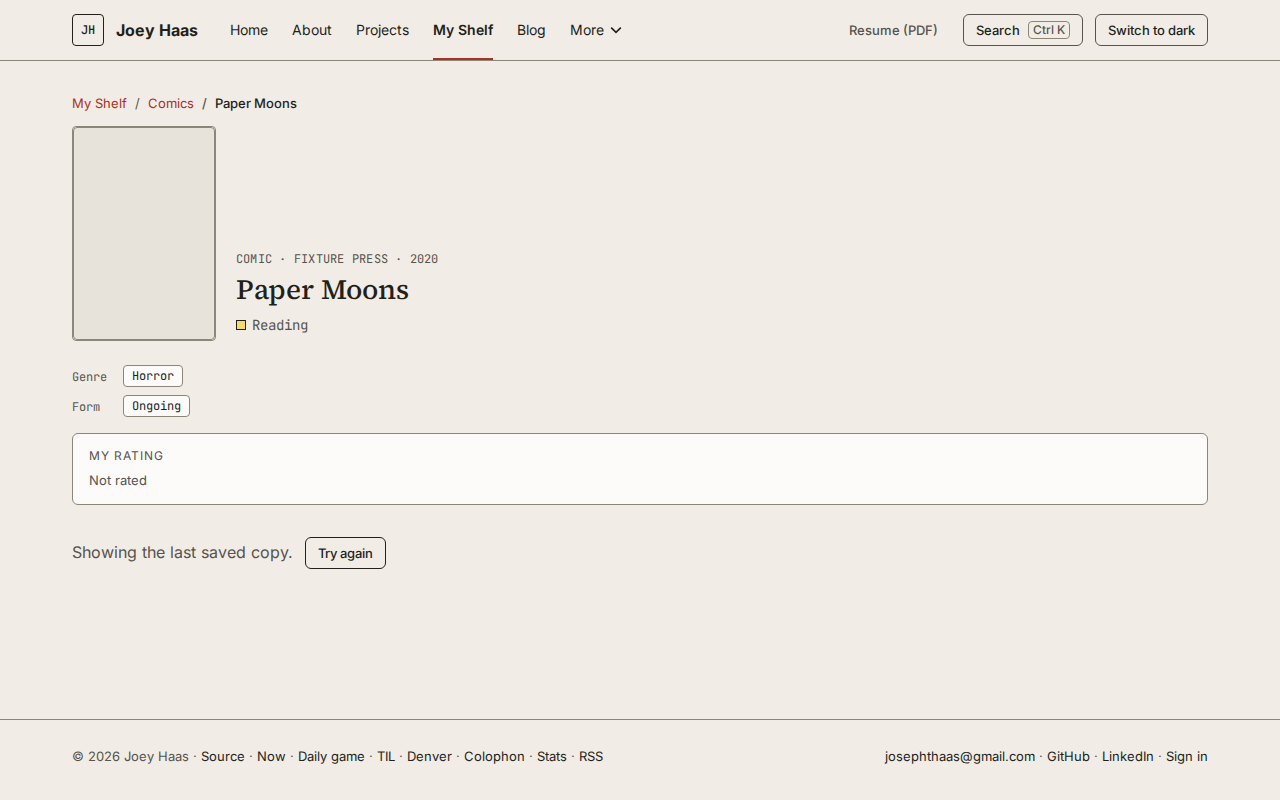 JH Joey Haas Home About Projects My Shelf Blog More Resume (PDF) Search Ctrl K Switch to dark
My Shelf / Comics / Paper Moons
COMIC · FIXTURE PRESS · 2020
Paper Moons
Reading
Genre Horror
Form Ongoing
MY RATING
Not rated
Showing the last saved copy. Try again
© 2026 Joey Haas · Source · Now · Daily game · TIL · Denver · Colophon · Stats · RSS josephthaas@gmail.com · GitHub · LinkedIn · Sign in